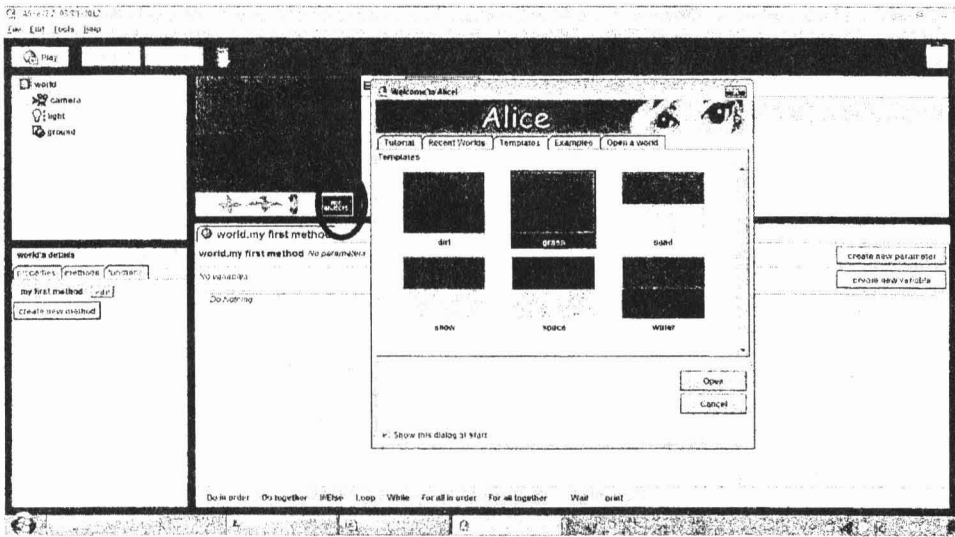 File Edit Tools Help
Play
world
camera
light
ground
Welcome to Alice!
Alice
Tutorial Recent Worlds Templates Examples Open a world
Templates
dirt grass sand
snow space water
Open
Cancel
Show this dialog at start
world.my first method
world.my first method No parameters
create new parameter
No variables
create new variable
Do Nothing
world's details
properties methods functions
my first method edit
create new method
Do in order Do together If/Else Loop While For all in order For all together Wait print